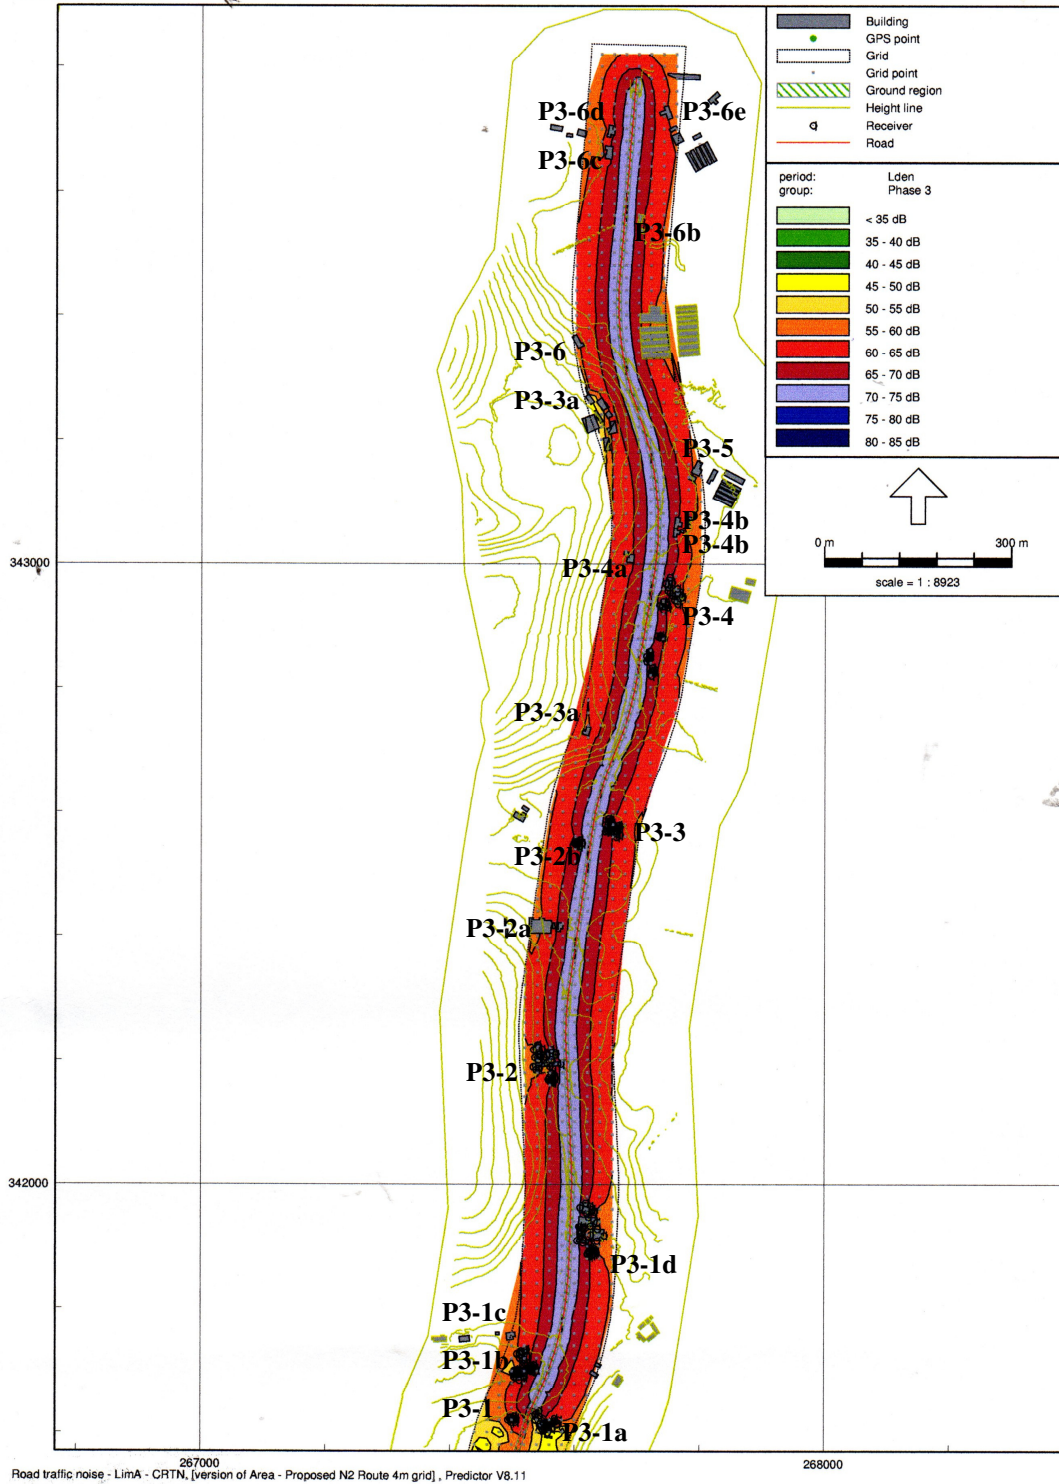 Building
GPS point
Grid
Grid point
Ground region
Height line
Receiver
Road
period: Lden
group: Phase 3
< 35 dB
35 - 40 dB
40 - 45 dB
45 - 50 dB
50 - 55 dB
55 - 60 dB
60 - 65 dB
65 - 70 dB
70 - 75 dB
75 - 80 dB
80 - 85 dB
0 m 300 m
scale = 1 : 8923
P3-6d
P3-6e
P3-6c
P3-6b
P3-6
P3-3a
P3-5
P3-4b
P3-4b
343000
P3-4a
P3-4
P3-3a
P3-3
P3-2b
P3-2a
P3-2
342000
P3-1d
P3-1c
P3-1b
P3-1
P3-1a
267000
268000
Road traffic noise - LimA - CRTN, [version of Area - Proposed N2 Route 4m grid] , Predictor V8.11